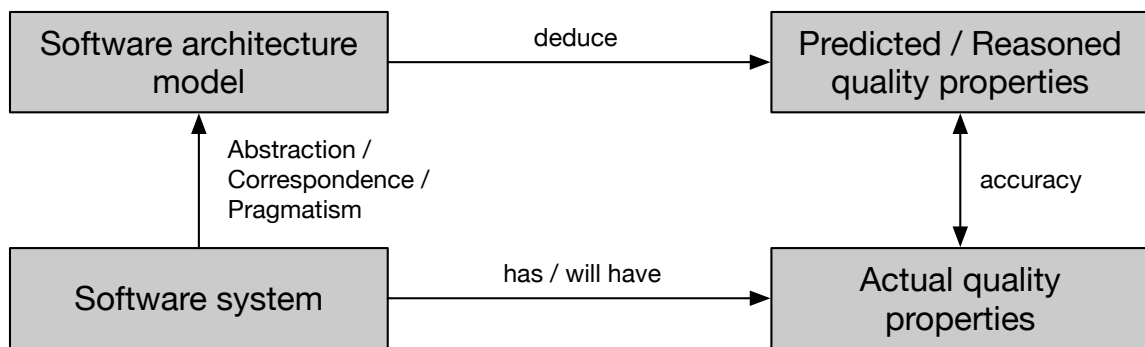 Software architecture
model
deduce
Predicted / Reasoned
quality properties
Abstraction /
Correspondence /
Pragmatism
accuracy
Software system
has / will have
Actual quality
properties